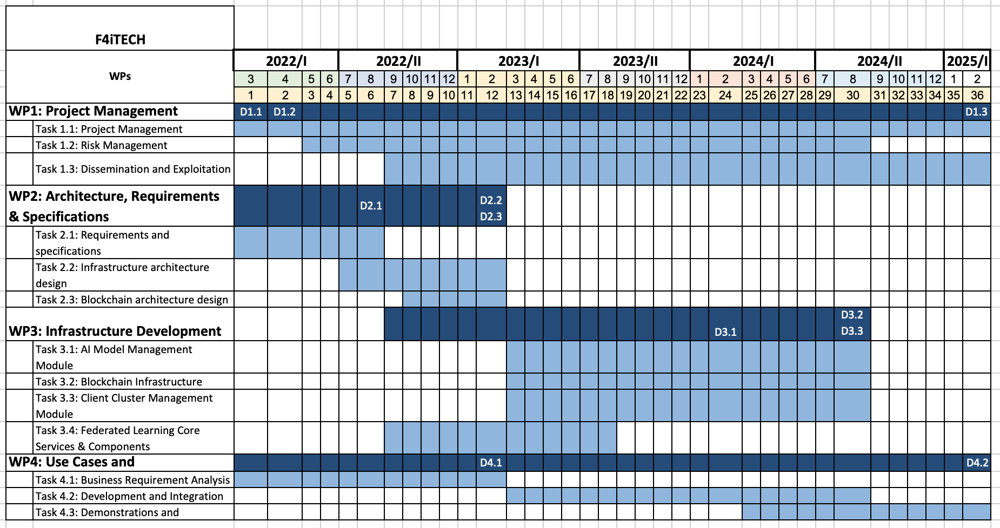 F4iTECH
WPs
2022/I 2022/II 2023/I 2023/II 2024/I 2024/II 2025/I
3 4 5 6 7 8 9 10 11 12 1 2 3 4 5 6 7 8 9 10 11 12 1 2 3 4 5 6 7 8 9 10 11 12 1 2
1 2 3 4 5 6 7 8 9 10 11 12 13 14 15 16 17 18 19 20 21 22 23 24 25 26 27 28 29 30 31 32 33 34 35 36
WP1: Project Management D1.1 D1.2 D1.3
Task 1.1: Project Management
Task 1.2: Risk Management
Task 1.3: Dissemination and Exploitation
WP2: Architecture, Requirements
& Specifications
D2.1
D2.2
D2.3
Task 2.1: Requirements and
specifications
Task 2.2: Infrastructure architecture
design
Task 2.3: Blockchain architecture design
WP3: Infrastructure Development
D3.1
D3.2
D3.3
Task 3.1: AI Model Management
Module
Task 3.2: Blockchain Infrastructure
Task 3.3: Client Cluster Management
Module
Task 3.4: Federated Learning Core
Services & Components
WP4: Use Cases and D4.1 D4.2
Task 4.1: Business Requirement Analysis
Task 4.2: Development and Integration
Task 4.3: Demonstrations and